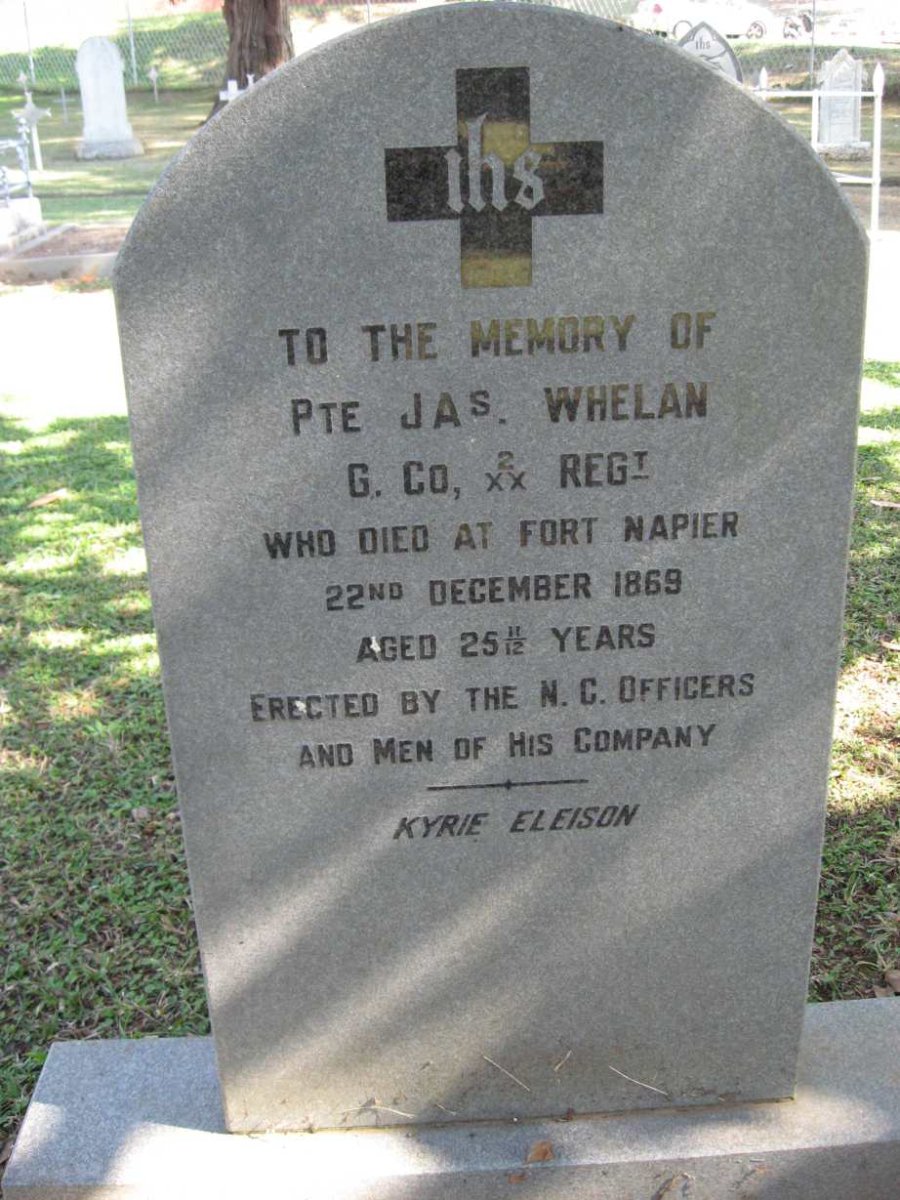 ihs
TO THE MEMORY OF
PTE JAS. WHELAN
G. CO, 2/XX REGT
WHO DIED AT FORT NAPIER
22ND DECEMBER 1869
AGED 25 11/12 YEARS
ERECTED BY THE N. C. OFFICERS
AND MEN OF HIS COMPANY
KYRIE ELEISON
ihs